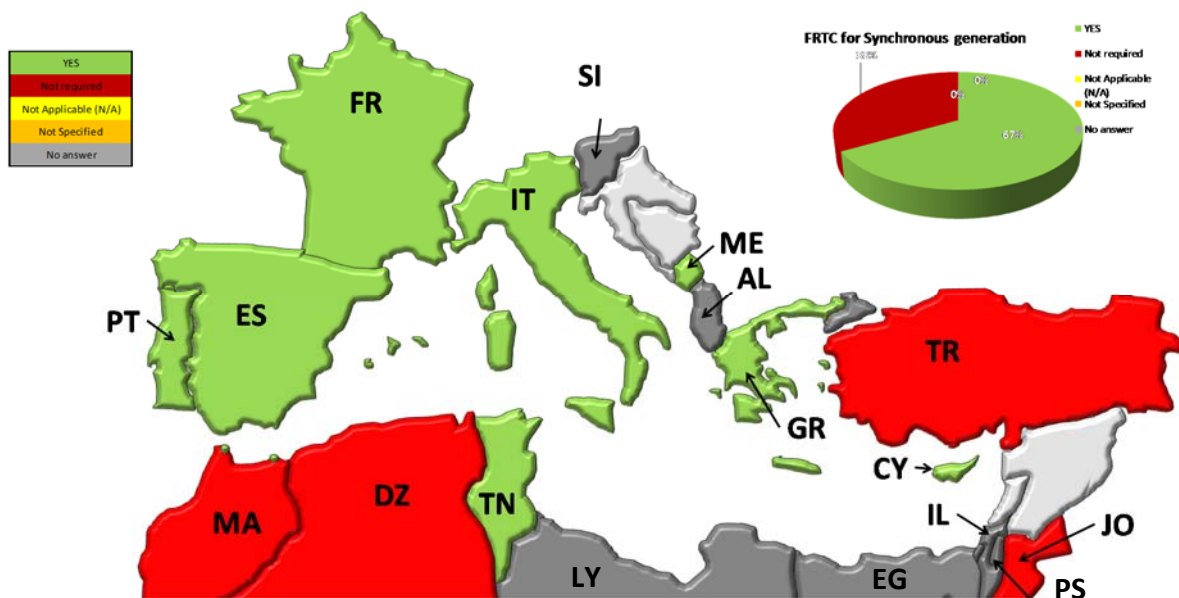 YES
Not required
Not Applicable (N/A)
Not Specified
No answer
FRTC for Synchronous generation
0%
0%
67%
YES
Not required
Not Applicable
(N/A)
Not Specified
No answer
SI
FR
IT
ME
AL
PT
ES
TR
GR
CY
MA
DZ
TN
IL
JO
LY
EG
PS